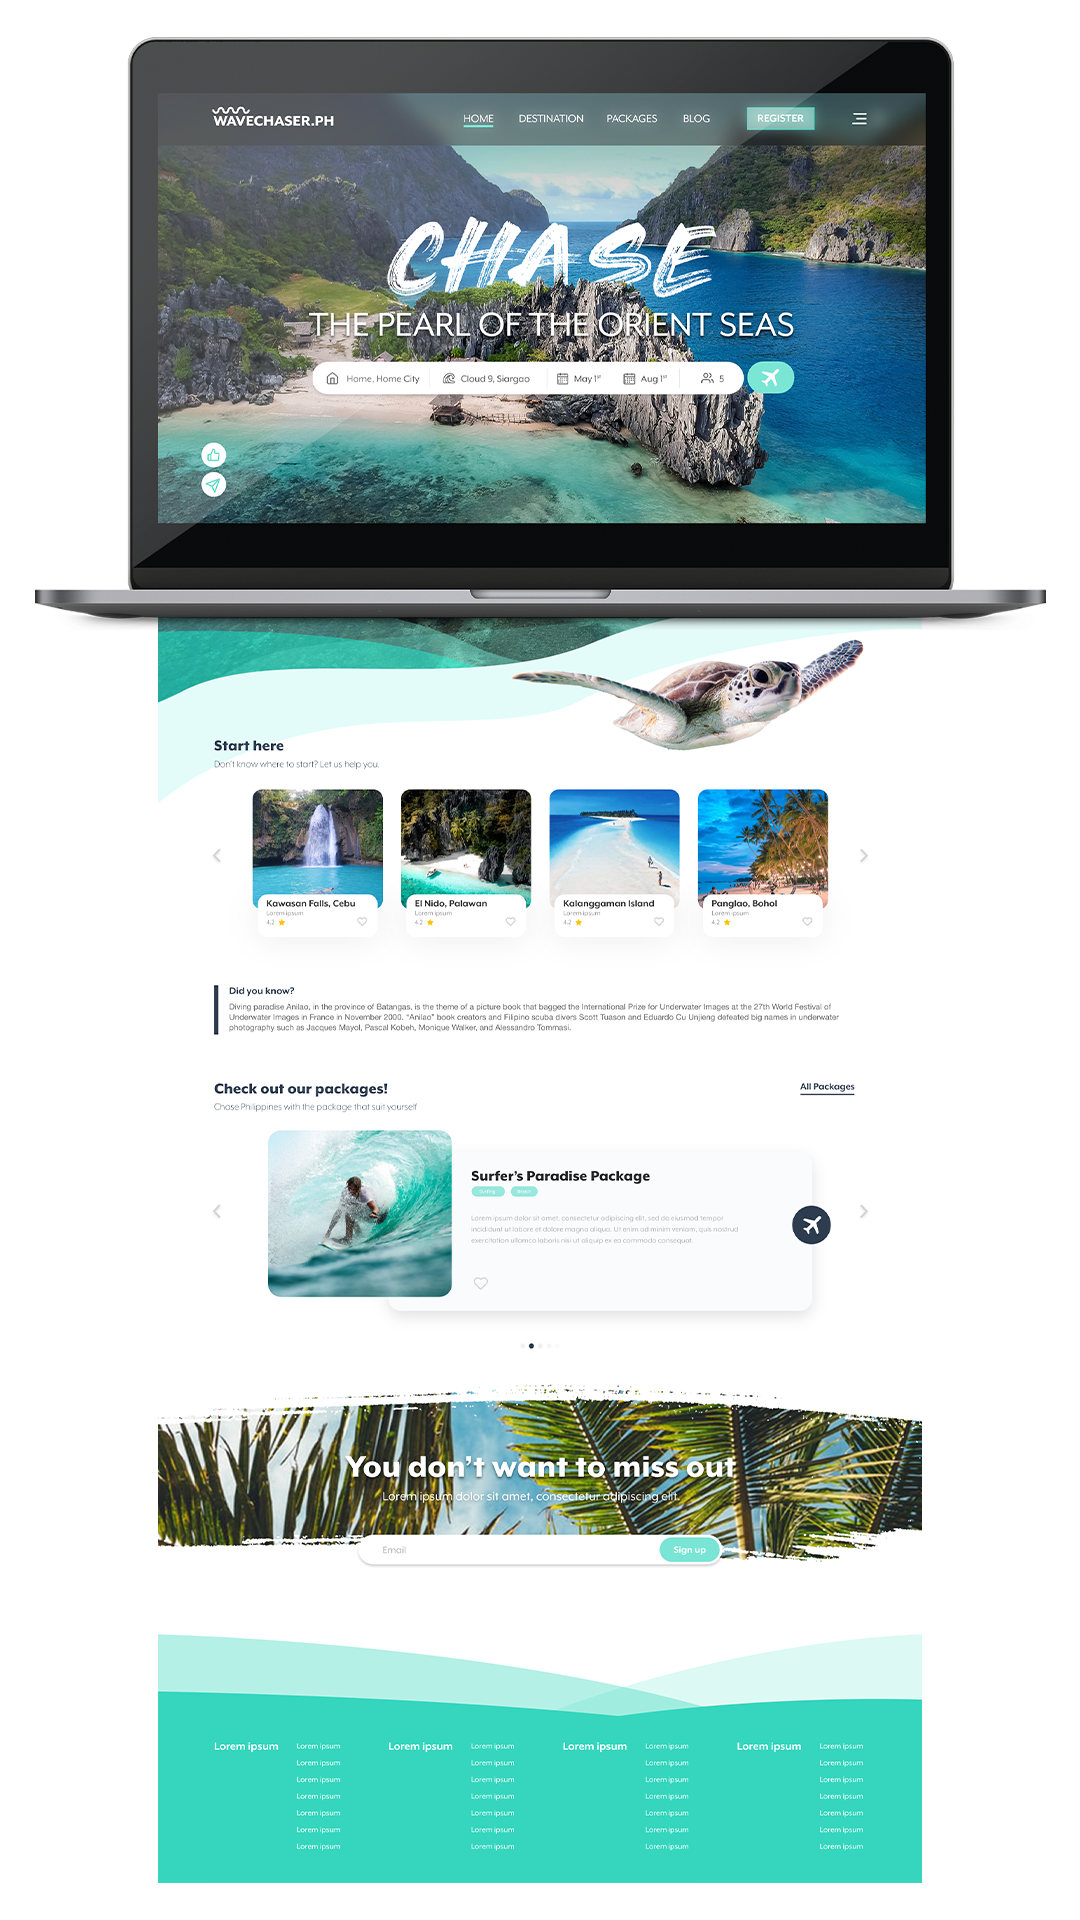 WAVECHASER.PH
HOME DESTINATION PACKAGES BLOG REGISTER
CHASE
THE PEARL OF THE ORIENT SEAS
Home, Home City Cloud 9, Siargao May 1st Aug 1st 5
Start here
Don't know where to start? Let us help you.
Kawasan Falls, Cebu
Lorem ipsum
4.2
El Nido, Palawan
Lorem ipsum
4.2
Kalanggaman Island
Lorem ipsum
4.2
Panglao, Bohol
Lorem ipsum
4.2
Did you know?
Diving paradise Anilao, in the province of Batangas, is the theme of a picture book that bagged the International Prize for Underwater Images at the 27th World Festival of
Underwater Images in France in November 2000. "Anilao" book creators and Filipino scuba divers Scott Tuason and Eduardo Cu Unjieng defeated big names in underwater
photography such as Jacques Mayol, Pascal Kobeh, Monique Walker, and Alessandro Tommasi.
Check out our packages!
All Packages
Chase Philippines with the package that suit yourself
Surfer's Paradise Package
Surfing
Lorem ipsum dolor sit amet, consectetur adipiscing elit, sed do eiusmod tempor
incididunt ut labore et dolore magna aliqua. Ut enim ad minim veniam, quis nostrud
exercitation ullamco laboris nisi ut aliquip ex ea commodo consequat.
You don't want to miss out
Lorem ipsum dolor sit amet, consectetur adipiscing elit.
Email Sign up
Lorem ipsum Lorem ipsum Lorem ipsum Lorem ipsum Lorem ipsum Lorem ipsum Lorem ipsum Lorem ipsum
Lorem ipsum Lorem ipsum Lorem ipsum Lorem ipsum
Lorem ipsum Lorem ipsum Lorem ipsum Lorem ipsum
Lorem ipsum Lorem ipsum Lorem ipsum Lorem ipsum
Lorem ipsum Lorem ipsum Lorem ipsum Lorem ipsum
Lorem ipsum Lorem ipsum Lorem ipsum Lorem ipsum
Lorem ipsum Lorem ipsum Lorem ipsum Lorem ipsum